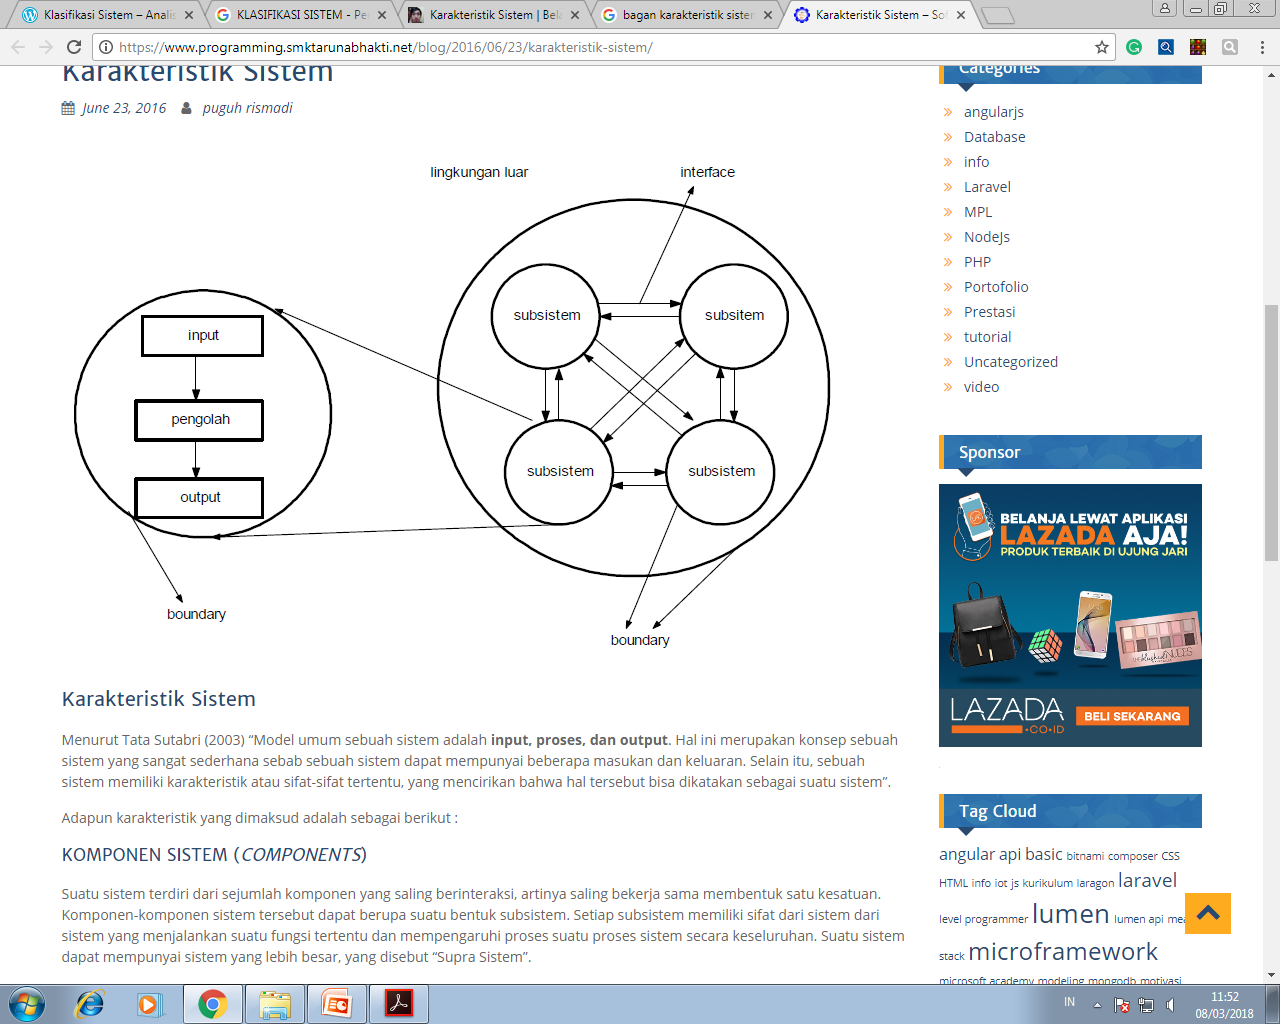 Klasifikasi Sistem – Analis
KLASIFIKASI SISTEM - Pe
Karakteristik Sistem | Bela
bagan karakteristik sistem
Karakteristik Sistem – Sof
https://www.programming.smktarunabhakti.net/blog/2016/06/23/karakteristik-sistem/
Karakteristik Sistem
June 23, 2016 puguh rismadi
lingkungan luar
interface
subsistem
subsitem
subsistem
subsistem
input
pengolah
output
boundary
boundary
Karakteristik Sistem
Menurut Tata Sutabri (2003) “Model umum sebuah sistem adalah input, proses, dan output. Hal ini merupakan konsep sebuah
sistem yang sangat sederhana sebab sebuah sistem dapat mempunyai beberapa masukan dan keluaran. Selain itu, sebuah
sistem memiliki karakteristik atau sifat-sifat tertentu, yang mencirikan bahwa hal tersebut bisa dikatakan sebagai suatu sistem”.
Adapun karakteristik yang dimaksud adalah sebagai berikut :
KOMPONEN SISTEM (COMPONENTS)
Suatu sistem terdiri dari sejumlah komponen yang saling berinteraksi, artinya saling bekerja sama membentuk satu kesatuan.
Komponen-komponen sistem tersebut dapat berupa suatu bentuk subsistem. Setiap subsistem memiliki sifat dari sistem dari
sistem yang menjalankan suatu fungsi tertentu dan mempengaruhi proses suatu proses sistem secara keseluruhan. Suatu sistem
dapat mempunyai sistem yang lebih besar, yang disebut “Supra Sistem”.
Categories
angularjs
Database
info
Laravel
MPL
NodeJs
PHP
Portofolio
Prestasi
tutorial
Uncategorized
video
Sponsor
BELANJA LEWAT APLIKASI
LAZADA AJA!
PRODUK TERBAIK DI UJUNG JARI
LAZADA
.CO.ID
BELI SEKARANG
Tag Cloud
angular api basic bitnami composer CSS
HTML info iot js kurikulum laragon laravel
level programmer lumen lumen api mea
stack microframework
microsoft academy modeling mongodb motivasi
IN
11:52
08/03/2018